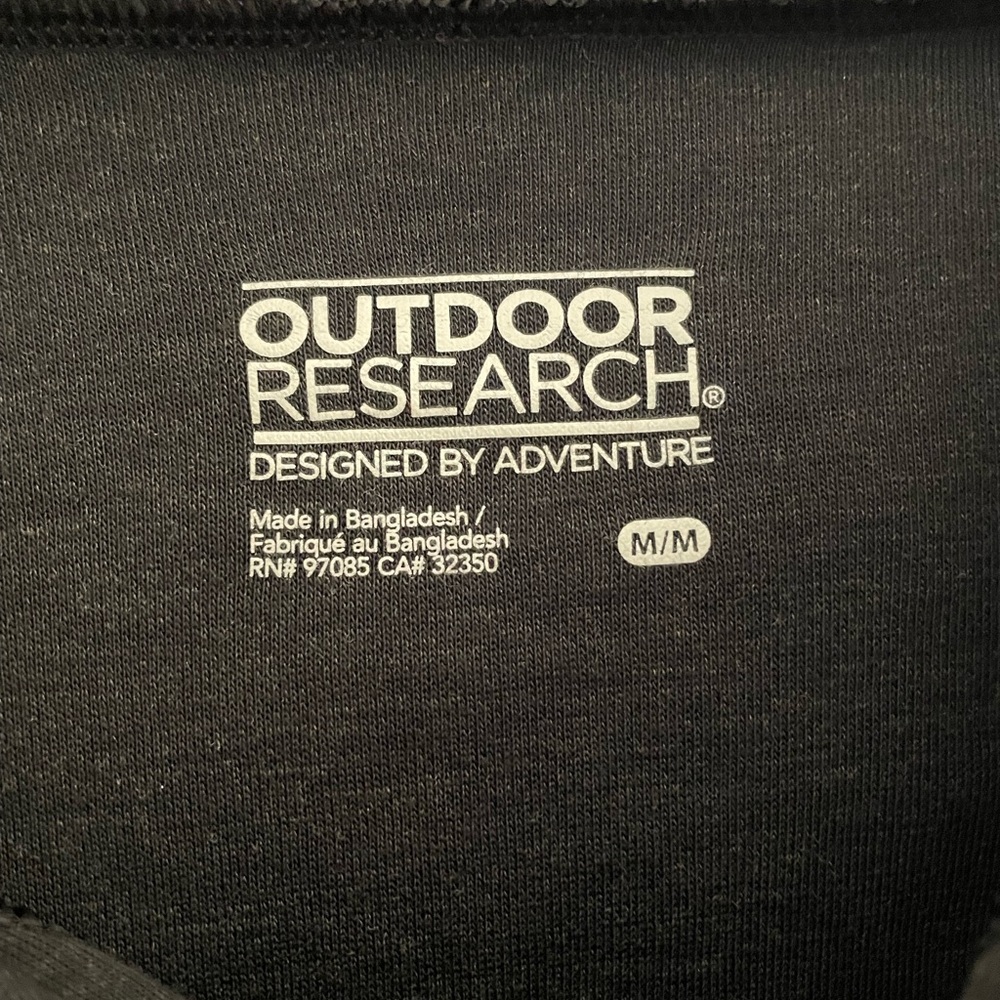 OUTDOOR
RESEARCH®
DESIGNED BY ADVENTURE
Made in Bangladesh /
Fabriqué au Bangladesh
RN# 97085 CA# 32350
M/M